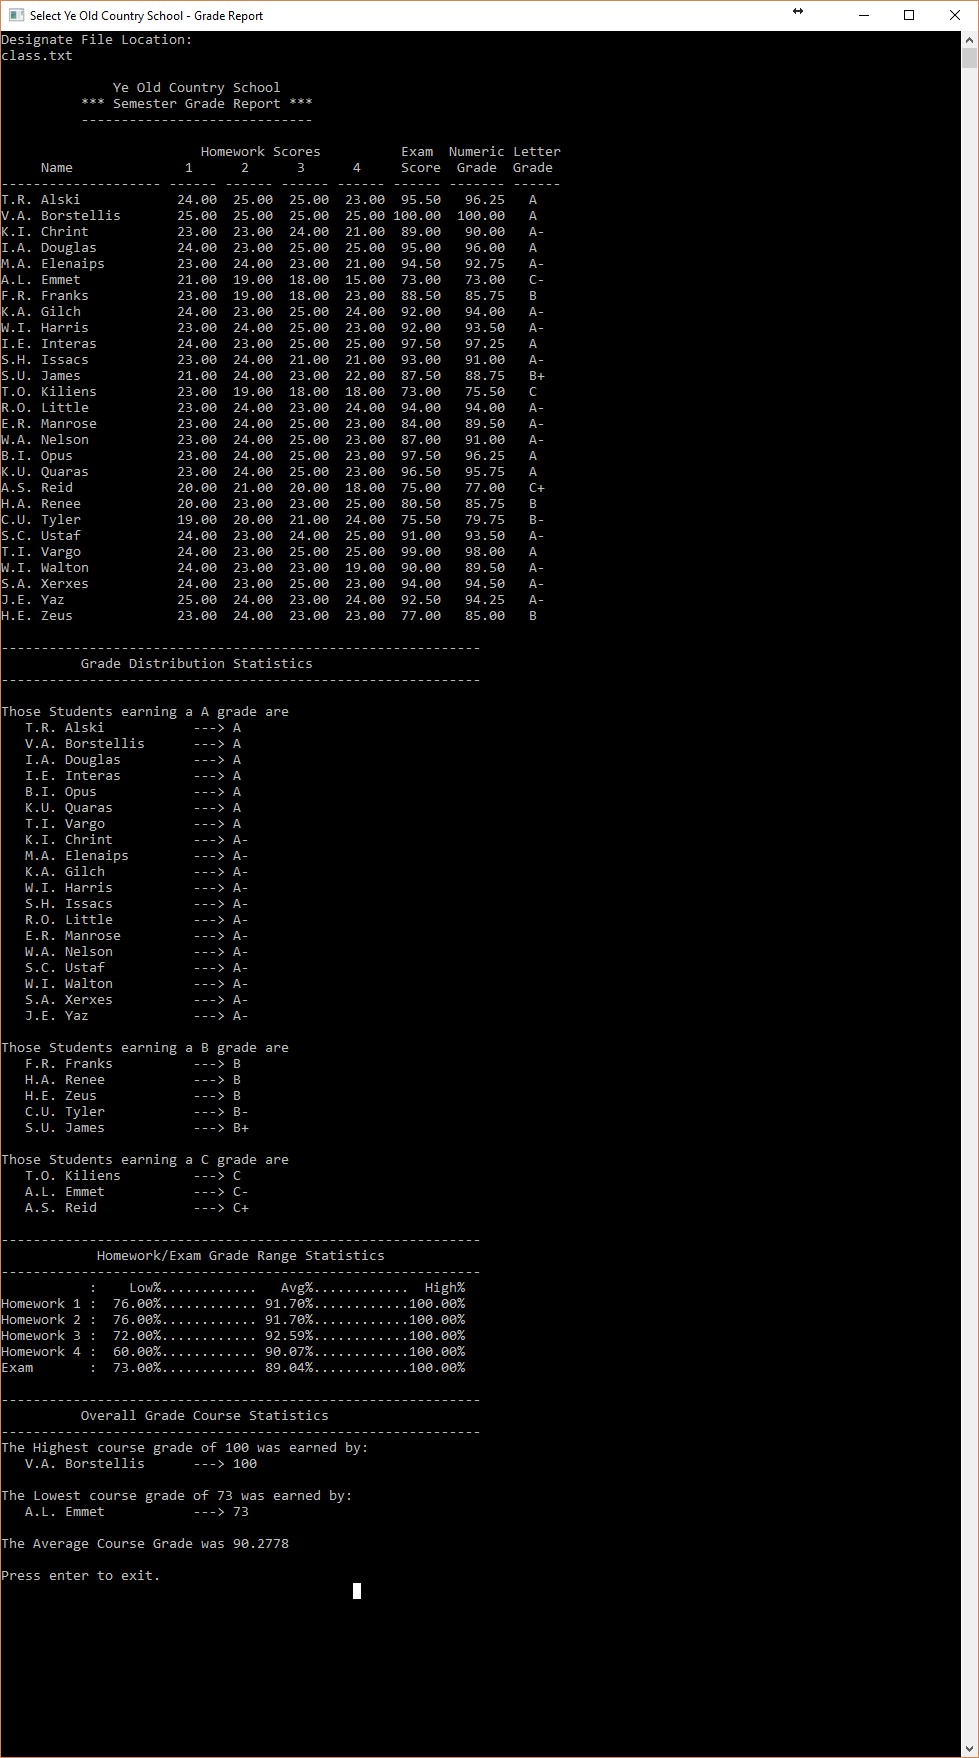 Select Ye Old Country School - Grade Report
Designate File Location:
class.txt
Ye Old Country School
*** Semester Grade Report ***
-----------------------------
Homework Scores Exam Numeric Letter
Name 1 2 3 4 Score Grade Grade
-------------------- ------ ------ ------ ------ ------ ------- ------
T.R. Alski 24.00 25.00 25.00 23.00 95.50 96.25 A
V.A. Borstellis 25.00 25.00 25.00 25.00 100.00 100.00 A
K.I. Chrint 23.00 23.00 24.00 21.00 89.00 90.00 A-
I.A. Douglas 24.00 23.00 25.00 25.00 95.00 96.00 A
M.A. Elenaips 23.00 24.00 23.00 21.00 94.50 92.75 A-
A.L. Emmet 21.00 19.00 18.00 15.00 73.00 73.00 C-
F.R. Franks 23.00 19.00 18.00 23.00 88.50 85.75 B
K.A. Gilch 24.00 23.00 25.00 24.00 92.00 94.00 A-
W.I. Harris 23.00 24.00 25.00 23.00 92.00 93.50 A-
I.E. Interas 24.00 23.00 25.00 25.00 97.50 97.25 A
S.H. Issacs 23.00 24.00 21.00 21.00 93.00 91.00 A-
S.U. James 21.00 24.00 23.00 22.00 87.50 88.75 B+
T.O. Kiliens 23.00 19.00 18.00 18.00 73.00 75.50 C
R.O. Little 23.00 24.00 23.00 24.00 94.00 94.00 A-
E.R. Manrose 23.00 24.00 25.00 23.00 84.00 89.50 A-
W.A. Nelson 23.00 24.00 25.00 23.00 87.00 91.00 A-
B.I. Opus 23.00 24.00 25.00 23.00 97.50 96.25 A
K.U. Quaras 23.00 24.00 25.00 23.00 96.50 95.75 A
A.S. Reid 20.00 21.00 20.00 18.00 75.00 77.00 C+
H.A. Renee 20.00 23.00 23.00 25.00 80.50 85.75 B
C.U. Tyler 19.00 20.00 21.00 24.00 75.50 79.75 B-
S.C. Ustaf 24.00 23.00 24.00 25.00 91.00 93.50 A-
T.I. Vargo 24.00 23.00 25.00 25.00 99.00 98.00 A
W.I. Walton 24.00 23.00 23.00 19.00 90.00 89.50 A-
S.A. Xerxes 24.00 23.00 25.00 23.00 94.00 94.50 A-
J.E. Yaz 25.00 24.00 23.00 24.00 92.50 94.25 A-
H.E. Zeus 23.00 24.00 23.00 23.00 77.00 85.00 B
------------------------------------------------------------
Grade Distribution Statistics
------------------------------------------------------------
Those Students earning a A grade are
T.R. Alski ---> A
V.A. Borstellis ---> A
I.A. Douglas ---> A
I.E. Interas ---> A
B.I. Opus ---> A
K.U. Quaras ---> A
T.I. Vargo ---> A
K.I. Chrint ---> A-
M.A. Elenaips ---> A-
K.A. Gilch ---> A-
W.I. Harris ---> A-
S.H. Issacs ---> A-
R.O. Little ---> A-
E.R. Manrose ---> A-
W.A. Nelson ---> A-
S.C. Ustaf ---> A-
W.I. Walton ---> A-
S.A. Xerxes ---> A-
J.E. Yaz ---> A-
Those Students earning a B grade are
F.R. Franks ---> B
H.A. Renee ---> B
H.E. Zeus ---> B
C.U. Tyler ---> B-
S.U. James ---> B+
Those Students earning a C grade are
T.O. Kiliens ---> C
A.L. Emmet ---> C-
A.S. Reid ---> C+
------------------------------------------------------------
Homework/Exam Grade Range Statistics
------------------------------------------------------------
: Low%............ Avg%............ High%
Homework 1 : 76.00%............ 91.70%............100.00%
Homework 2 : 76.00%............ 91.70%............100.00%
Homework 3 : 72.00%............ 92.59%............100.00%
Homework 4 : 60.00%............ 90.07%............100.00%
Exam : 73.00%............ 89.04%............100.00%
------------------------------------------------------------
Overall Grade Course Statistics
------------------------------------------------------------
The Highest course grade of 100 was earned by:
V.A. Borstellis ---> 100
The Lowest course grade of 73 was earned by:
A.L. Emmet ---> 73
The Average Course Grade was 90.2778
Press enter to exit.